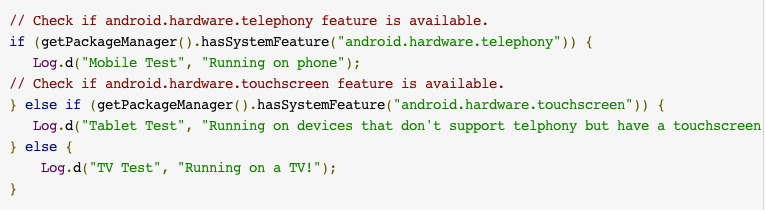 // Check if android.hardware.telephony feature is available.
if (getPackageManager().hasSystemFeature("android.hardware.telephony")) {
   Log.d("Mobile Test", "Running on phone");
// Check if android.hardware.touchscreen feature is available.
} else if (getPackageManager().hasSystemFeature("android.hardware.touchscreen")) {
   Log.d("Tablet Test", "Running on devices that don't support telphony but have a touchscreen
} else {
    Log.d("TV Test", "Running on a TV!");
}